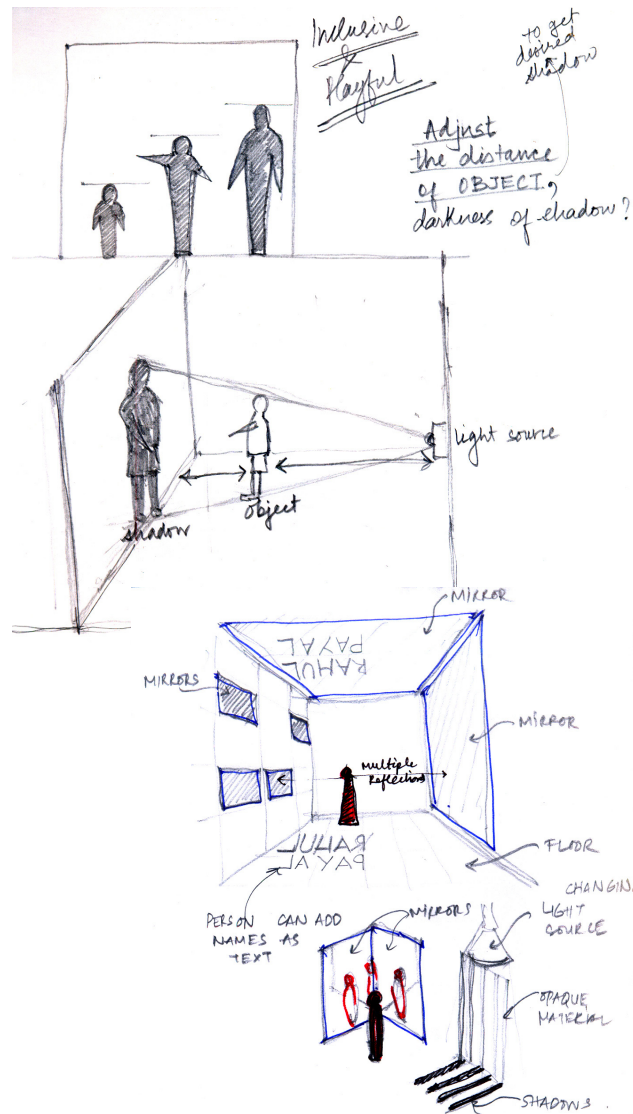 Inclusive
&
Playful
to get
desired
shadow
Adjust
the distance
of OBJECT,
darkness of shadow?
light source
object
shadow
MIRROR
PAYAL
RAHUL
MIRRORS
MIRROR
Multiple
Reflections
RAHUL
PAYAL
FLOOR
PERSON CAN ADD
NAMES AS
TEXT
MIRRORS
CHANGIN
LIGHT
SOURCE
OPAQUE
MATERIAL
SHADOWS.